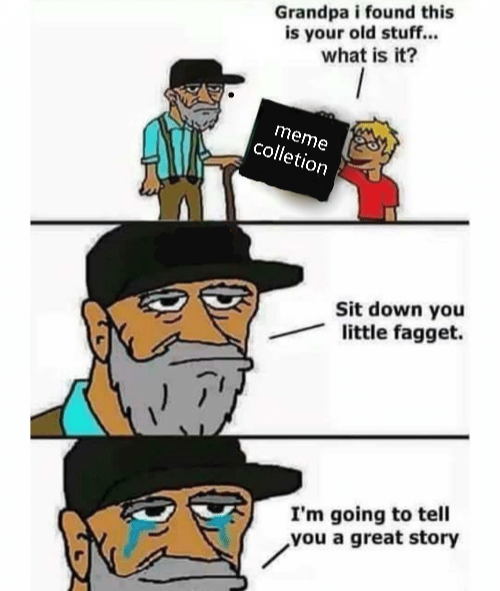 Grandpa i found this
is your old stuff...
what is it?
meme
colletion
Sit down you
little fagget.
I'm going to tell
you a great story